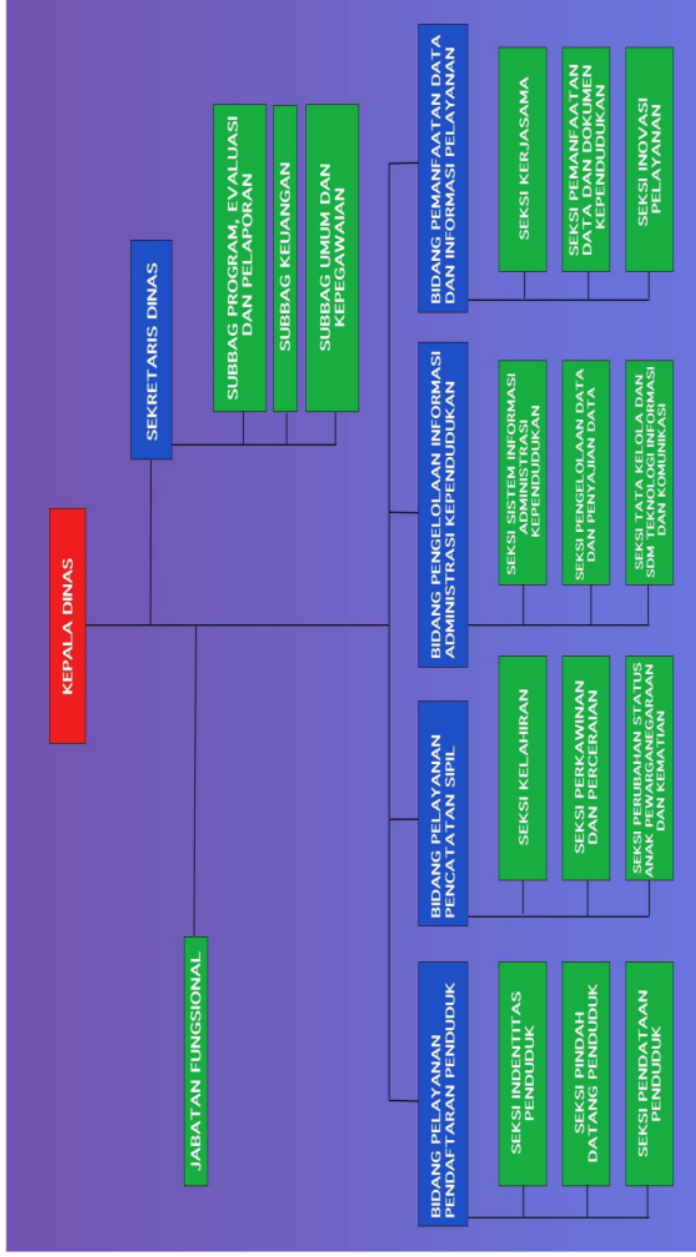 KEPALA DINAS
SEKRETARIS DINAS
SUBBAG PROGRAM, EVALUASI
DAN PELAPORAN
SUBBAG KEUANGAN
SUBBAG UMUM DAN
KEPEGAWAIAN
JABATAN FUNGSIONAL
BIDANG PELAYANAN
PENDAFTARAN PENDUDUK
SEKSI INDENTITAS
PENDUDUK
SEKSI PINDAH
DATANG PENDUDUK
SEKSI PENDATAAN
PENDUDUK
BIDANG PELAYANAN
PENCATATAN SIPIL
SEKSI KELAHIRAN
SEKSI PERKAWINAN
DAN PERCERAIAN
SEKSI PERUBAHAN STATUS
ANAK PEWARGANEGARAAN
DAN KEMATIAN
BIDANG PENGELOLAAN INFORMASI
ADMINISTRASI KEPENDUDUKAN
SEKSI SISTEM INFORMASI
ADMINISTRASI
KEPENDUDUKAN
SEKSI PENGELOLAAN DATA
DAN PENYAJIAN DATA
SEKSI TATA KELOLA DAN
SDM TEKNOLOGI INFORMASI
DAN KOMUNIKASI
BIDANG PEMANFAATAN DATA
DAN INFORMASI PELAYANAN
SEKSI KERJASAMA
SEKSI PEMANFAATAN
DATA DAN DOKUMEN
KEPENDUDUKAN
SEKSI INOVASI
PELAYANAN